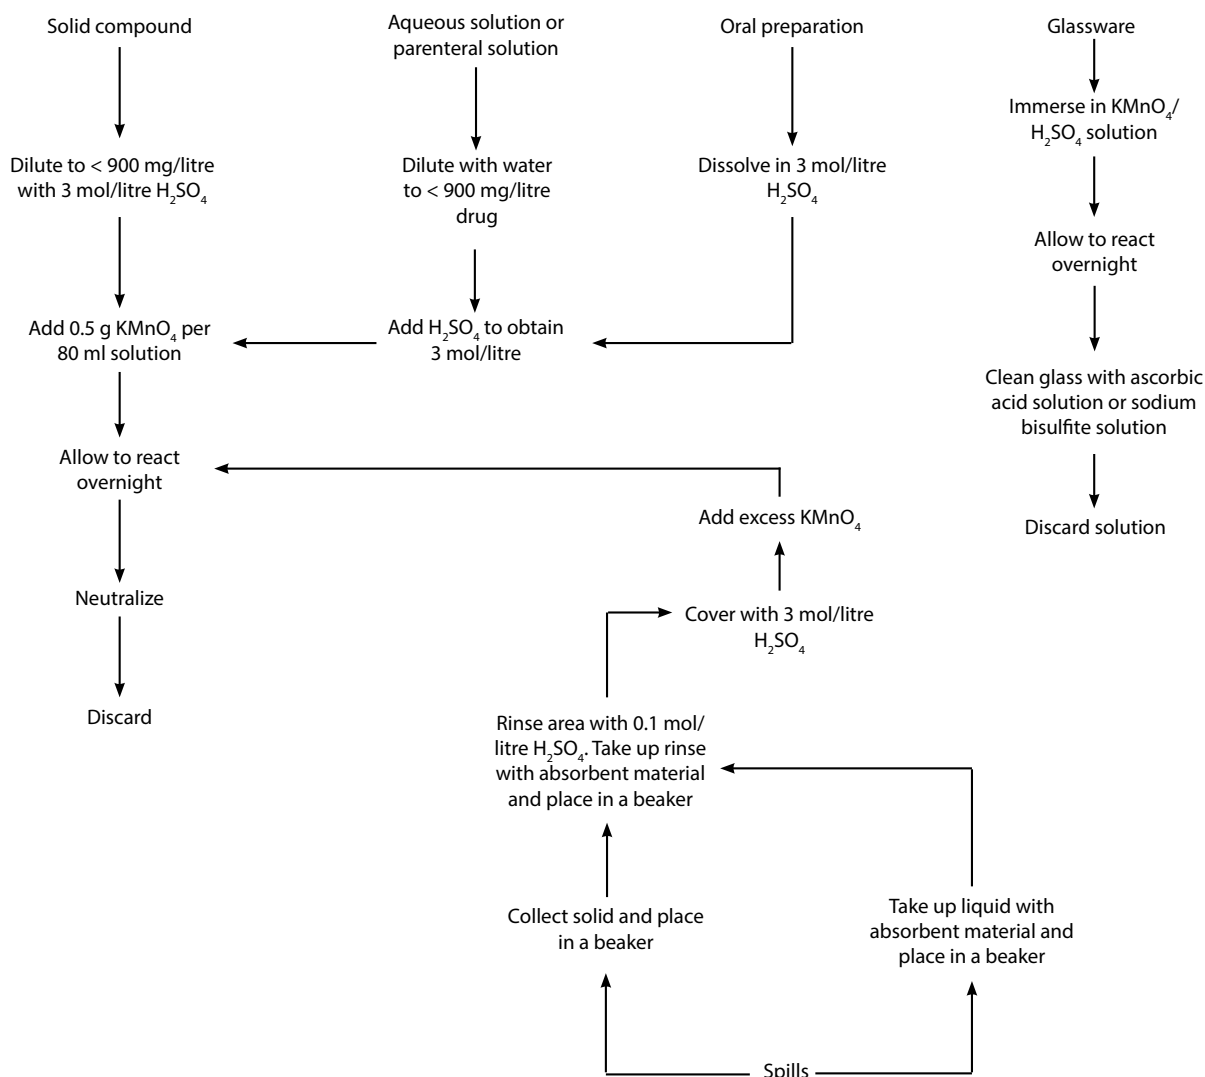 Solid compound
Dilute to < 900 mg/litre
with 3 mol/litre H₂SO₄
Add 0.5 g KMnO₄ per
80 ml solution
Allow to react
overnight
Neutralize
Discard
Aqueous solution or
parenteral solution
Dilute with water
to < 900 mg/litre
drug
Add H₂SO₄ to obtain
3 mol/litre
Oral preparation
Dissolve in 3 mol/litre
H₂SO₄
Glassware
Immerse in KMnO₄/
H₂SO₄ solution
Allow to react
overnight
Clean glass with ascorbic
acid solution or sodium
bisulfite solution
Discard solution
Add excess KMnO₄
Cover with 3 mol/litre
H₂SO₄
Rinse area with 0.1 mol/
litre H₂SO₄. Take up rinse
with absorbent material
and place in a beaker
Collect solid and place
in a beaker
Take up liquid with
absorbent material and
place in a beaker
Spills